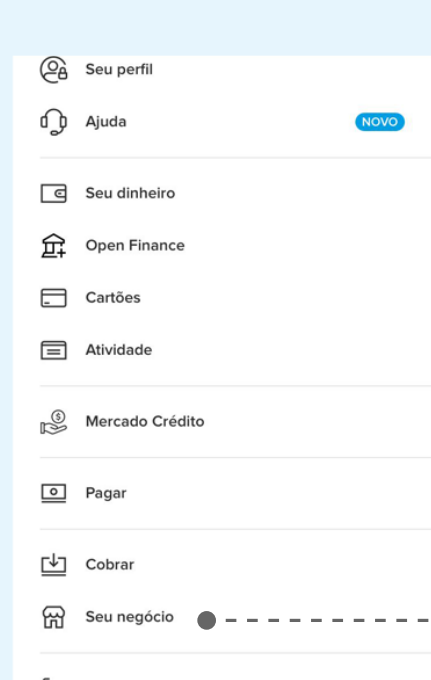 Seu perfil
Ajuda NOVO
Seu dinheiro
Open Finance
Cartões
Atividade
Mercado Crédito
Pagar
Cobrar
Seu negócio